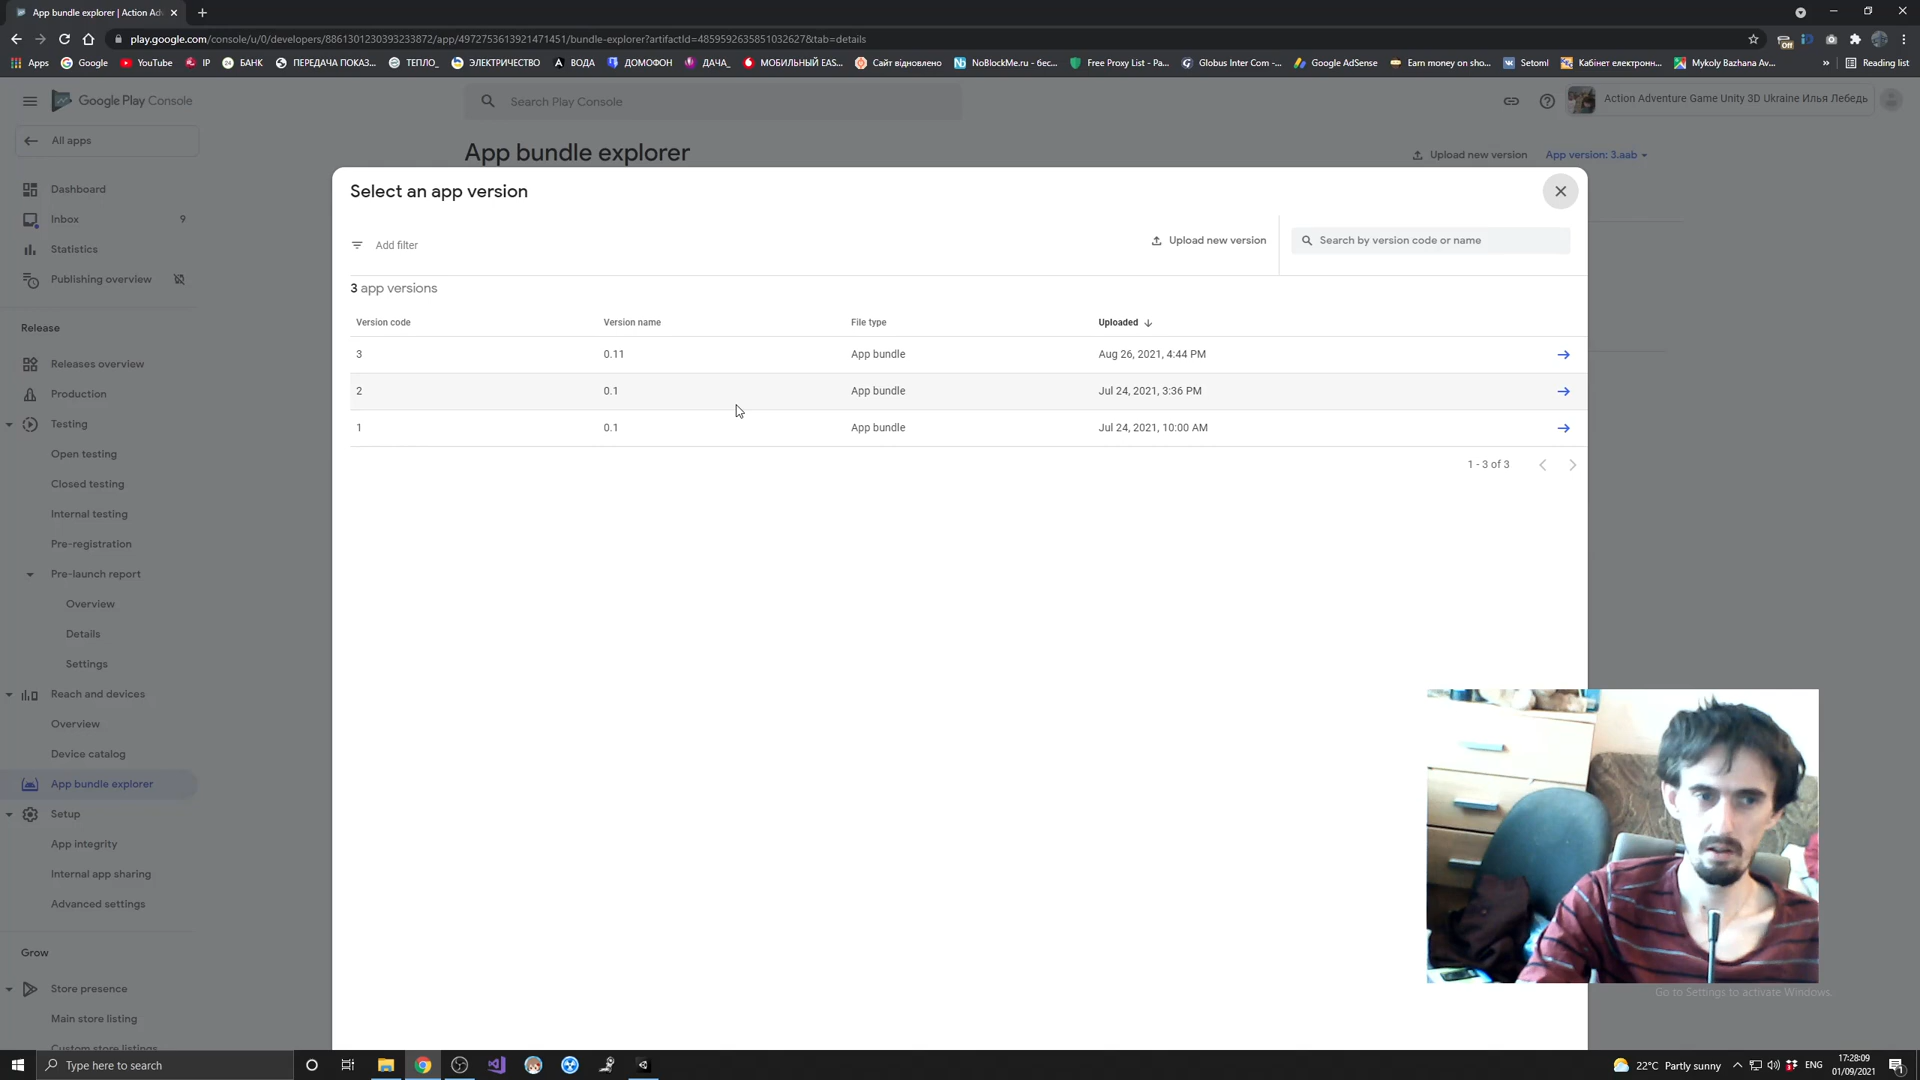 App bundle explorer | Action Ad
play.google.com/console/u/0/developers/8861301230393233872/app/4972753613921471451/bundle-explorer?artifactId=4859592635851032627&tab=details
Off
Apps
Google
YouTube
IP
БАНК
ПЕРЕДАЧА ПОКАЗ...
ТЕПЛО_
ЭЛЕКТРИЧЕСТВО
ВОДА
ДОМОФОН
ДАЧА_
МОБИЛЬНЫЙ EAS...
Сайт відновлено
NoBlockMe.ru - бес...
Free Proxy List - Pa...
Globus Inter Com -...
Google AdSense
Earn money on sho...
Setoml
Кабінет електронн...
Mykoly Bazhana Av...
»
Reading list
Google Play Console
Search Play Console
Action Adventure Game Unity 3D Ukraine Илья Лебедь
All apps
App bundle explorer
Upload new version
App version: 3.aab
Dashboard
Inbox
9
Statistics
Publishing overview
Release
Releases overview
Production
Testing
Open testing
Closed testing
Internal testing
Pre-registration
Pre-launch report
Overview
Details
Settings
Reach and devices
Overview
Device catalog
App bundle explorer
Setup
App integrity
Internal app sharing
Advanced settings
Grow
Store presence
Main store listing
Custom store listings
Select an app version
Add filter
Upload new version
Search by version code or name
3 app versions
Version code Version name File type Uploaded
3 0.11 App bundle Aug 26, 2021, 4:44 PM
2 0.1 App bundle Jul 24, 2021, 3:36 PM
1 0.1 App bundle Jul 24, 2021, 10:00 AM
1 - 3 of 3
Go to Settings to activate Windows.
Type here to search
22°C Partly sunny
ENG
17:28:09
01/09/2021
1